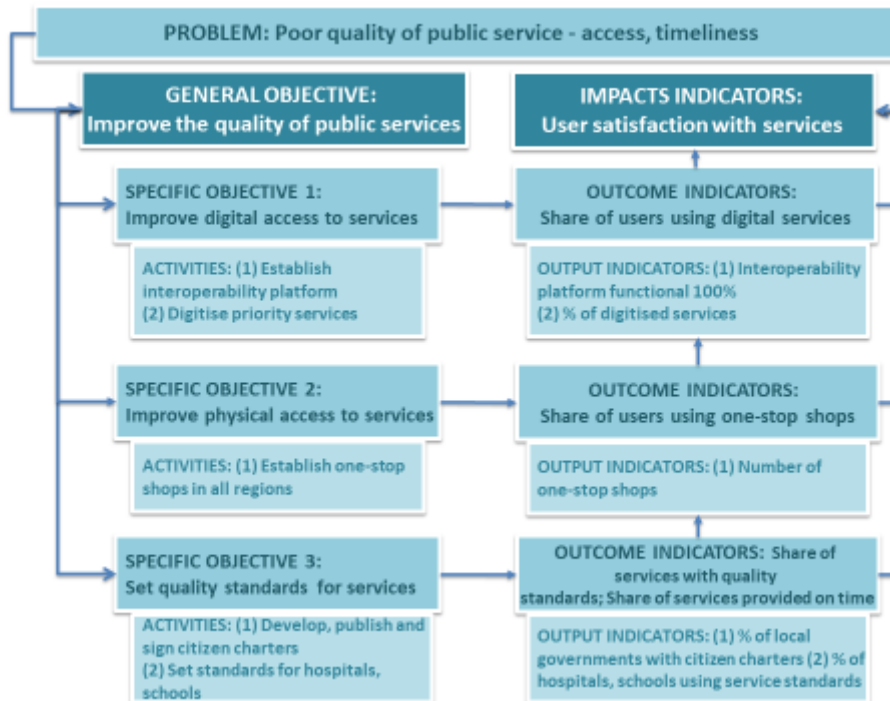 PROBLEM: Poor quality of public service - access, timeliness
GENERAL OBJECTIVE:
Improve the quality of public services
IMPACTS INDICATORS:
User satisfaction with services
SPECIFIC OBJECTIVE 1:
Improve digital access to services
OUTCOME INDICATORS:
Share of users using digital services
ACTIVITIES: (1) Establish
interoperability platform
(2) Digitise priority services
OUTPUT INDICATORS: (1) Interoperability
platform functional 100%
(2) % of digitised services
SPECIFIC OBJECTIVE 2:
Improve physical access to services
OUTCOME INDICATORS:
Share of users using one-stop shops
ACTIVITIES: (1) Establish one-stop
shops in all regions
OUTPUT INDICATORS: (1) Number of
one-stop shops
SPECIFIC OBJECTIVE 3:
Set quality standards for services
OUTCOME INDICATORS: Share of
services with quality
standards; Share of services provided on time
ACTIVITIES: (1) Develop, publish and
sign citizen charters
(2) Set standards for hospitals,
schools
OUTPUT INDICATORS: (1) % of local
governments with citizen charters (2) % of
hospitals, schools using service standards